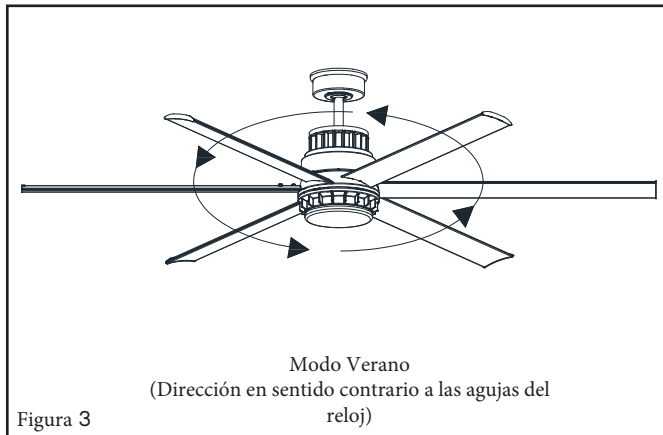 Modo Verano
(Dirección en sentido contrario a las agujas del
reloj)
Figura 3